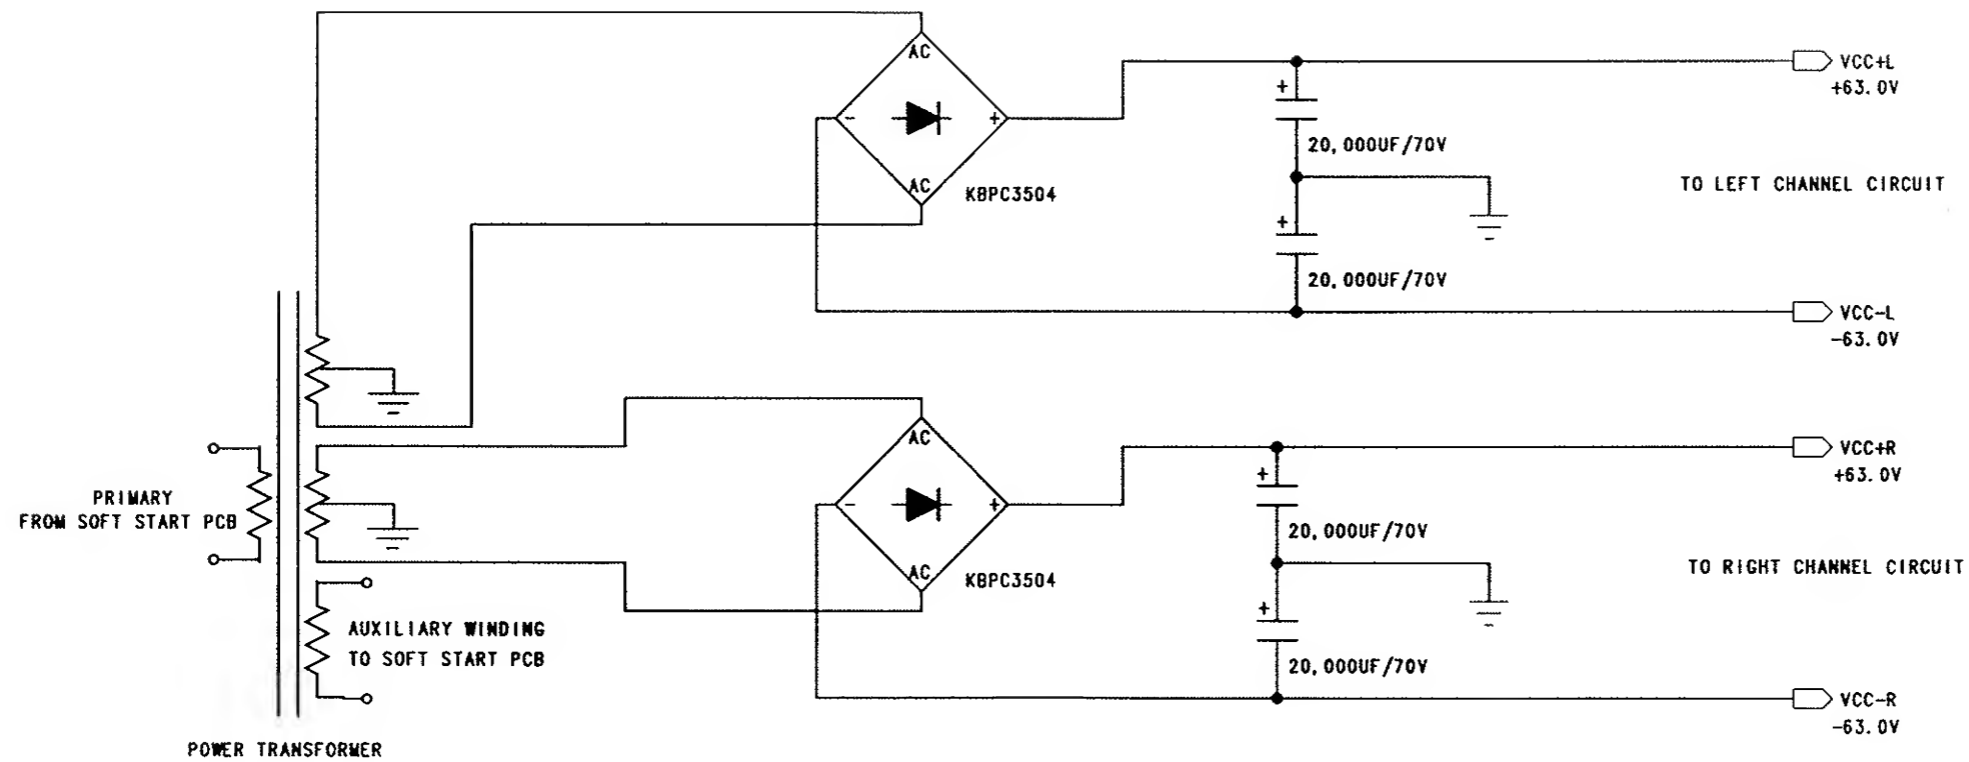 AC
VCC+L
+63.0V
- +
20,000UF/70V
AC
KBPC3504
TO LEFT CHANNEL CIRCUIT
+
+
20,000UF/70V
VCC-L
-63.0V
AC
VCC+R
+63.0V
PRIMARY
FROM SOFT START PCB
- +
+
20,000UF/70V
AC
KBPC3504
TO RIGHT CHANNEL CIRCUIT
+
AUXILIARY WINDING
TO SOFT START PCB
20,000UF/70V
VCC-R
-63.0V
POWER TRANSFORMER